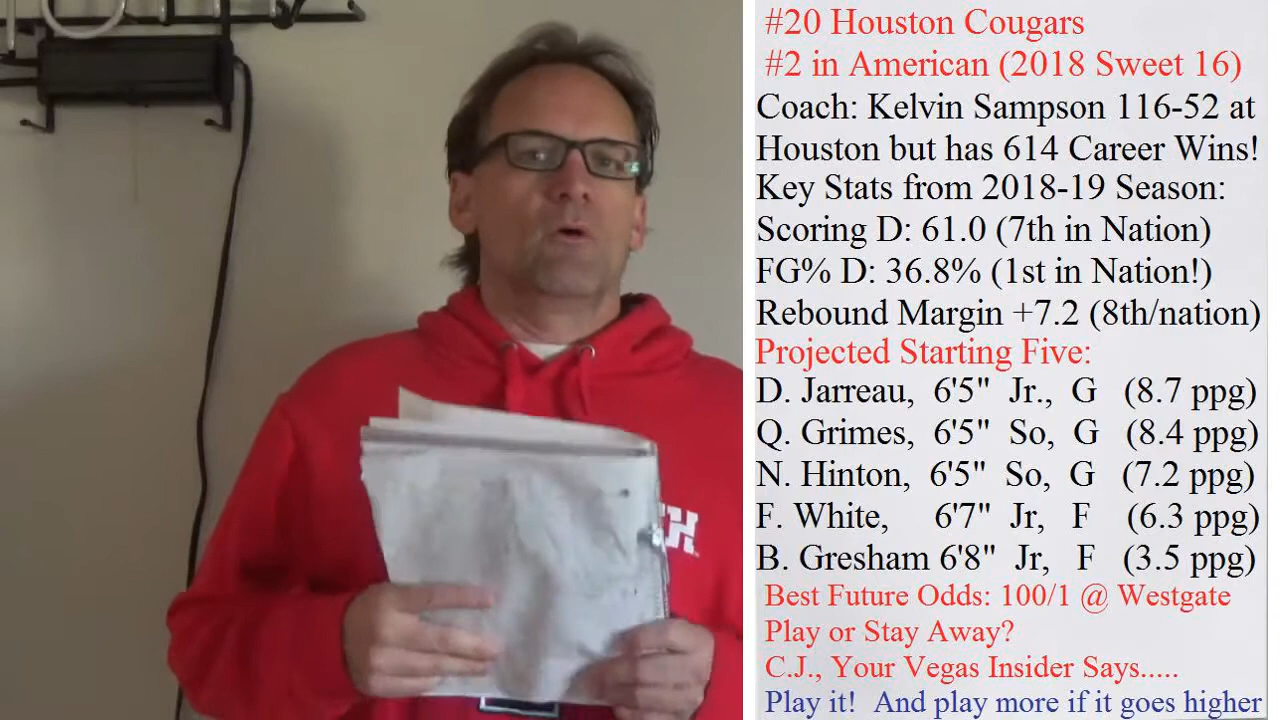 #20 Houston Cougars
#2 in American (2018 Sweet 16)
Coach: Kelvin Sampson 116-52 at
Houston but has 614 Career Wins!
Key Stats from 2018-19 Season:
Scoring D: 61.0 (7th in Nation)
FG% D: 36.8% (1st in Nation!)
Rebound Margin +7.2 (8th/nation)
Projected Starting Five:
D. Jarreau, 6'5" Jr., G (8.7 ppg)
Q. Grimes, 6'5" So, G (8.4 ppg)
N. Hinton, 6'5" So, G (7.2 ppg)
F. White, 6'7" Jr, F (6.3 ppg)
B. Gresham 6'8" Jr, F (3.5 ppg)
Best Future Odds: 100/1 @ Westgate
Play or Stay Away?
C.J., Your Vegas Insider Says.....
Play it! And play more if it goes higher